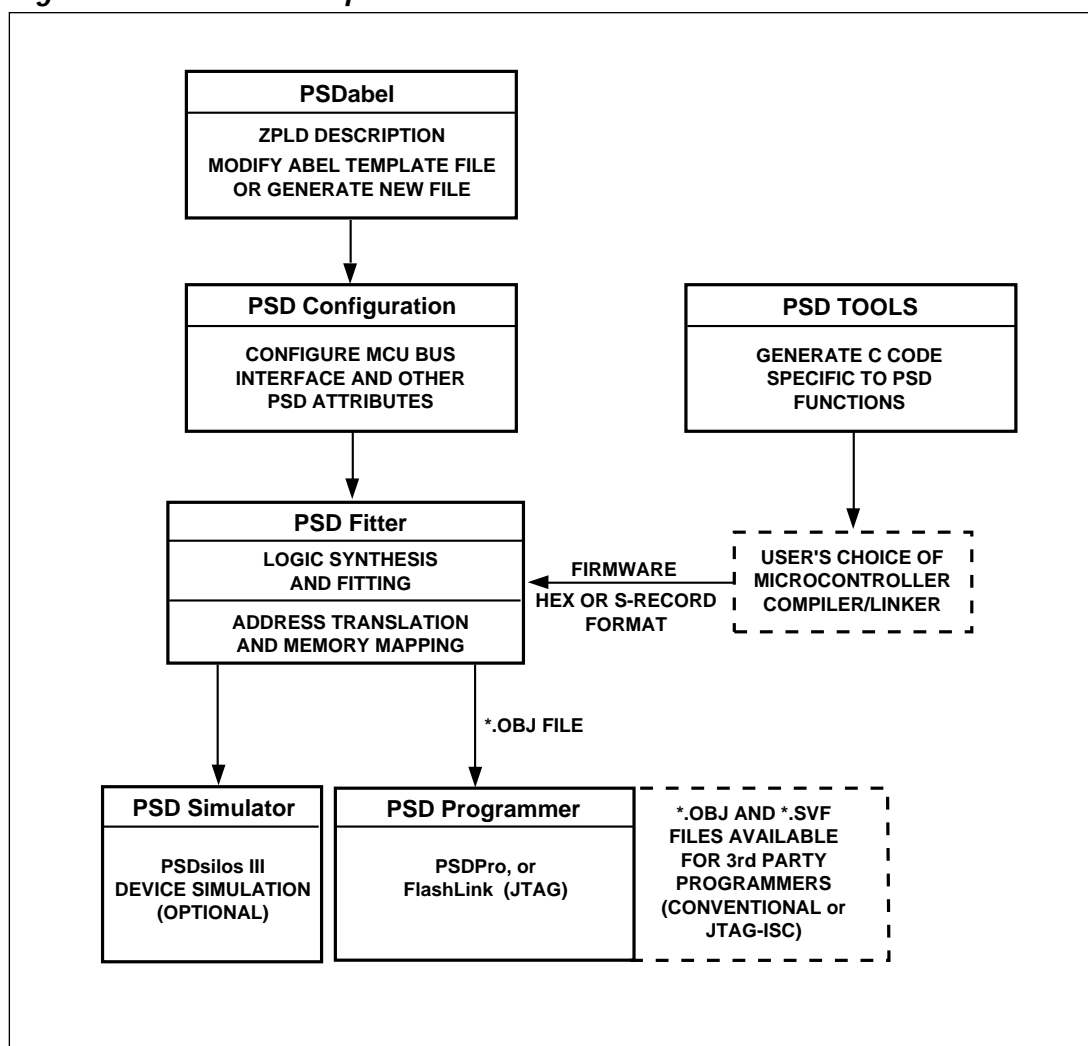 PSDabel
ZPLD DESCRIPTION
MODIFY ABEL TEMPLATE FILE
OR GENERATE NEW FILE
PSD Configuration
CONFIGURE MCU BUS
INTERFACE AND OTHER
PSD ATTRIBUTES
PSD TOOLS
GENERATE C CODE
SPECIFIC TO PSD
FUNCTIONS
PSD Fitter
LOGIC SYNTHESIS
AND FITTING
ADDRESS TRANSLATION
AND MEMORY MAPPING
FIRMWARE
HEX OR S-RECORD
FORMAT
USER'S CHOICE OF
MICROCONTROLLER
COMPILER/LINKER
*.OBJ FILE
PSD Simulator
PSDsilos III
DEVICE SIMULATION
(OPTIONAL)
PSD Programmer
PSDPro, or
FlashLink (JTAG)
*.OBJ AND *.SVF
FILES AVAILABLE
FOR 3rd PARTY
PROGRAMMERS
(CONVENTIONAL or
JTAG-ISC)